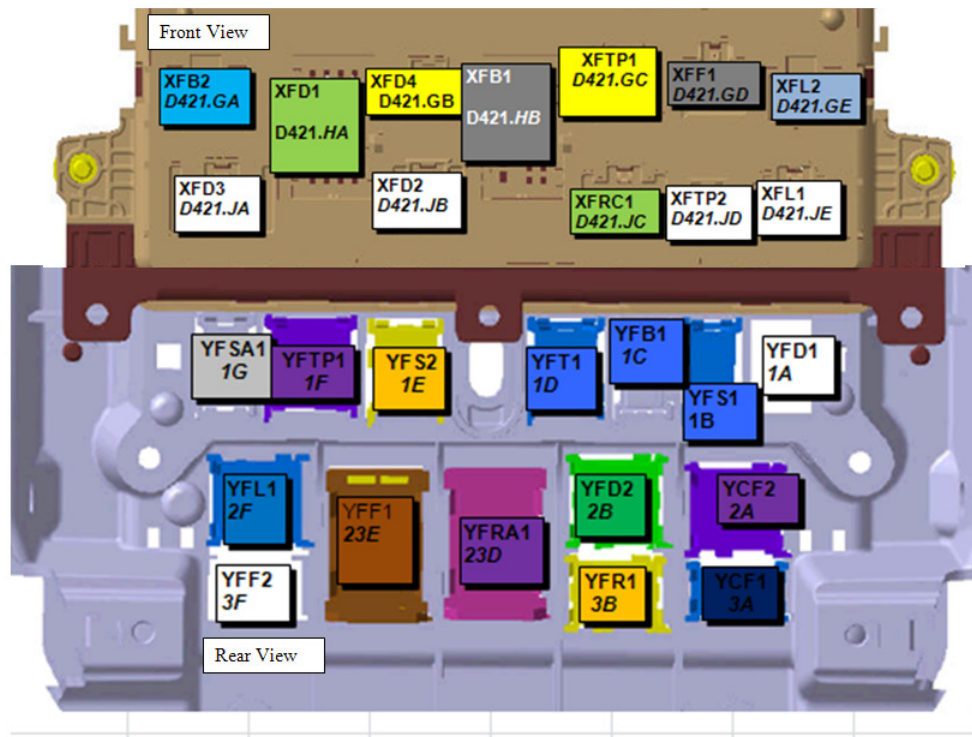 Front View
XFB2
D421.GA
XFD1
D421.HA
XFD4
D421.GB
XFB1
D421.HB
XFTP1
D421.GC
XFF1
D421.GD
XFL2
D421.GE
XFD3
D421.JA
XFD2
D421.JB
XFRC1
D421.JC
XFTP2
D421.JD
XFL1
D421.JE
YFSA1
1G
YFTP1
1F
YFS2
1E
YFT1
1D
YFB1
1C
YFS1
1B
YFD1
1A
YFL1
2F
YFF1
23E
YFRA1
23D
YFD2
2B
YCF2
2A
YFF2
3F
YFR1
3B
YCF1
3A
Rear View